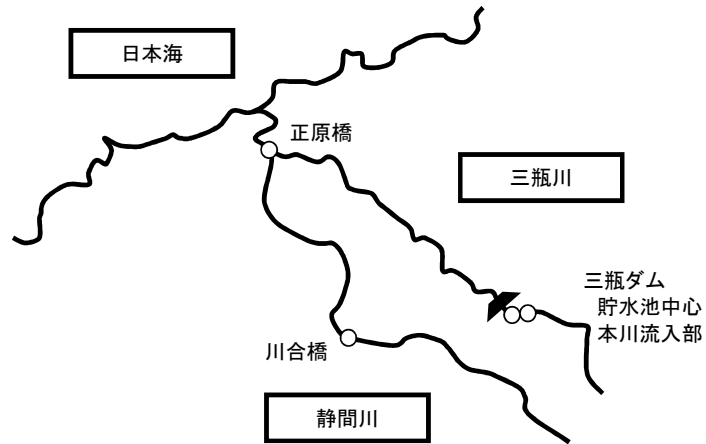 日本海
正原橋
三瓶川
三瓶ダム
貯水池中心
本川流入部
川合橋
静間川